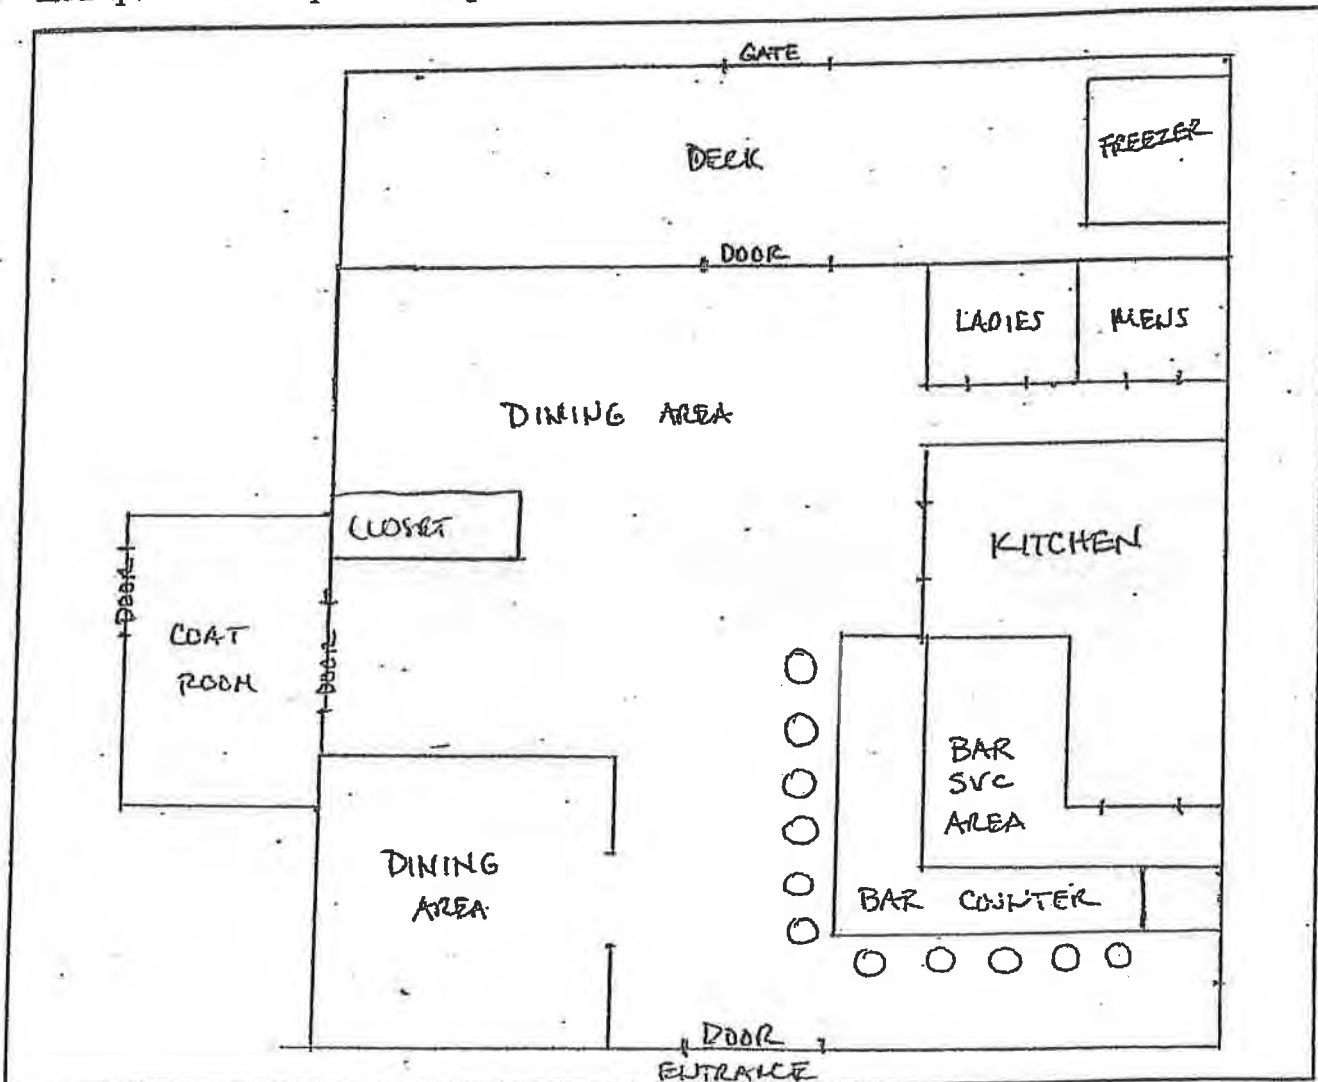 GATE
DECK
FREEZER
DOOR
LADIES
MENS
DINING AREA
CLOSET
KITCHEN
DOOR
COAT
ROOM
DOOR
BAR
SVC
AREA
DINING
AREA
BAR COUNTER
DOOR
ENTRANCE